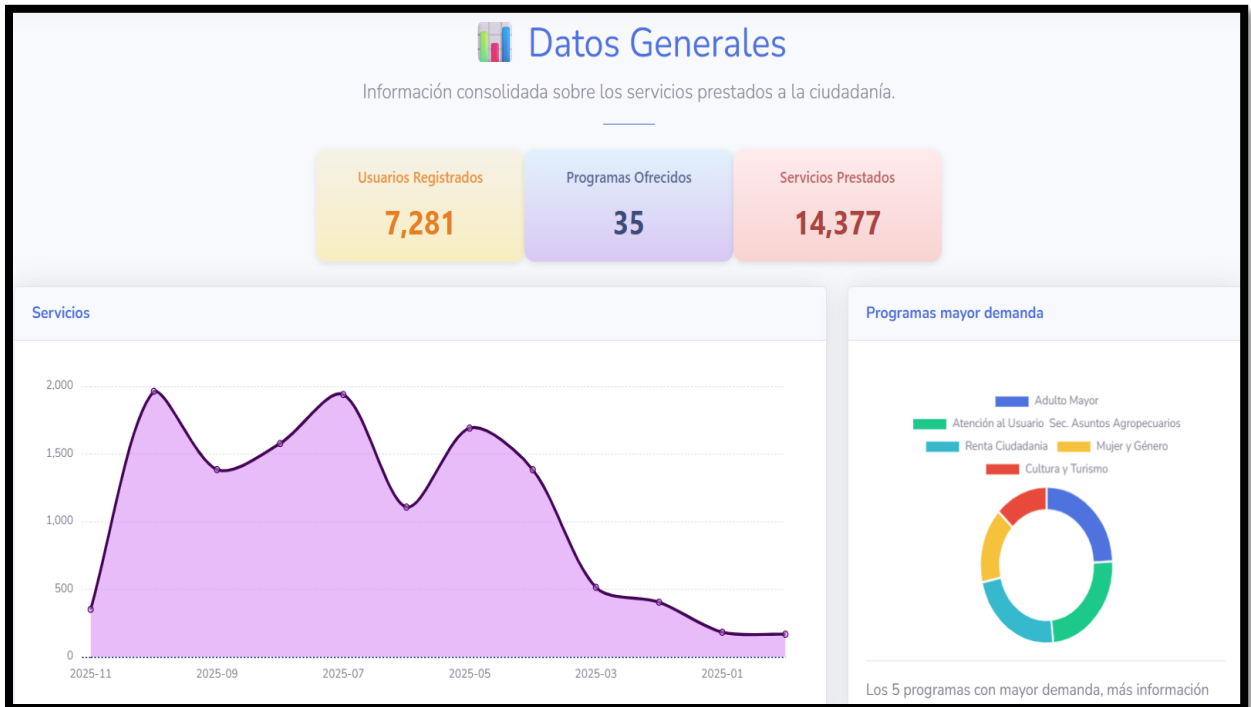 Datos Generales
Información consolidada sobre los servicios prestados a la ciudadanía.
Usuarios Registrados
7,281
Programas Ofrecidos
35
Servicios Prestados
14,377
Servicios
2,000
1,500
1,000
500
0
2025-11
2025-09
2025-07
2025-05
2025-03
2025-01
Programas mayor demanda
Adulto Mayor
Atención al Usuario Sec. Asuntos Agropecuarios
Renta Ciudadania
Mujer y Género
Cultura y Turismo
Los 5 programas con mayor demanda, más información